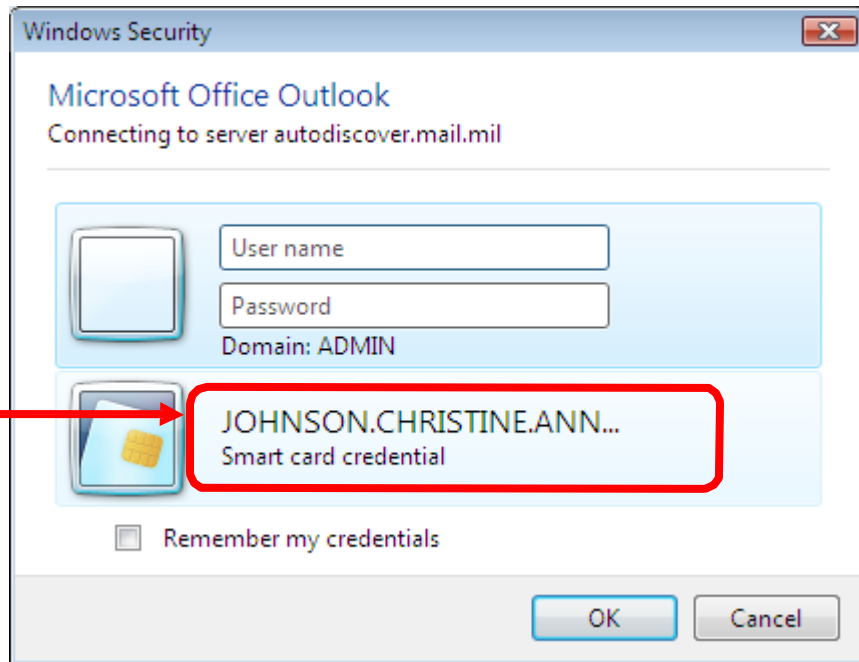 Windows Security
Microsoft Office Outlook
Connecting to server autodiscover.mail.mil
User name
Password
Domain: ADMIN
JOHNSON.CHRISTINE.ANN...
Smart card credential
Remember my credentials
OK
Cancel